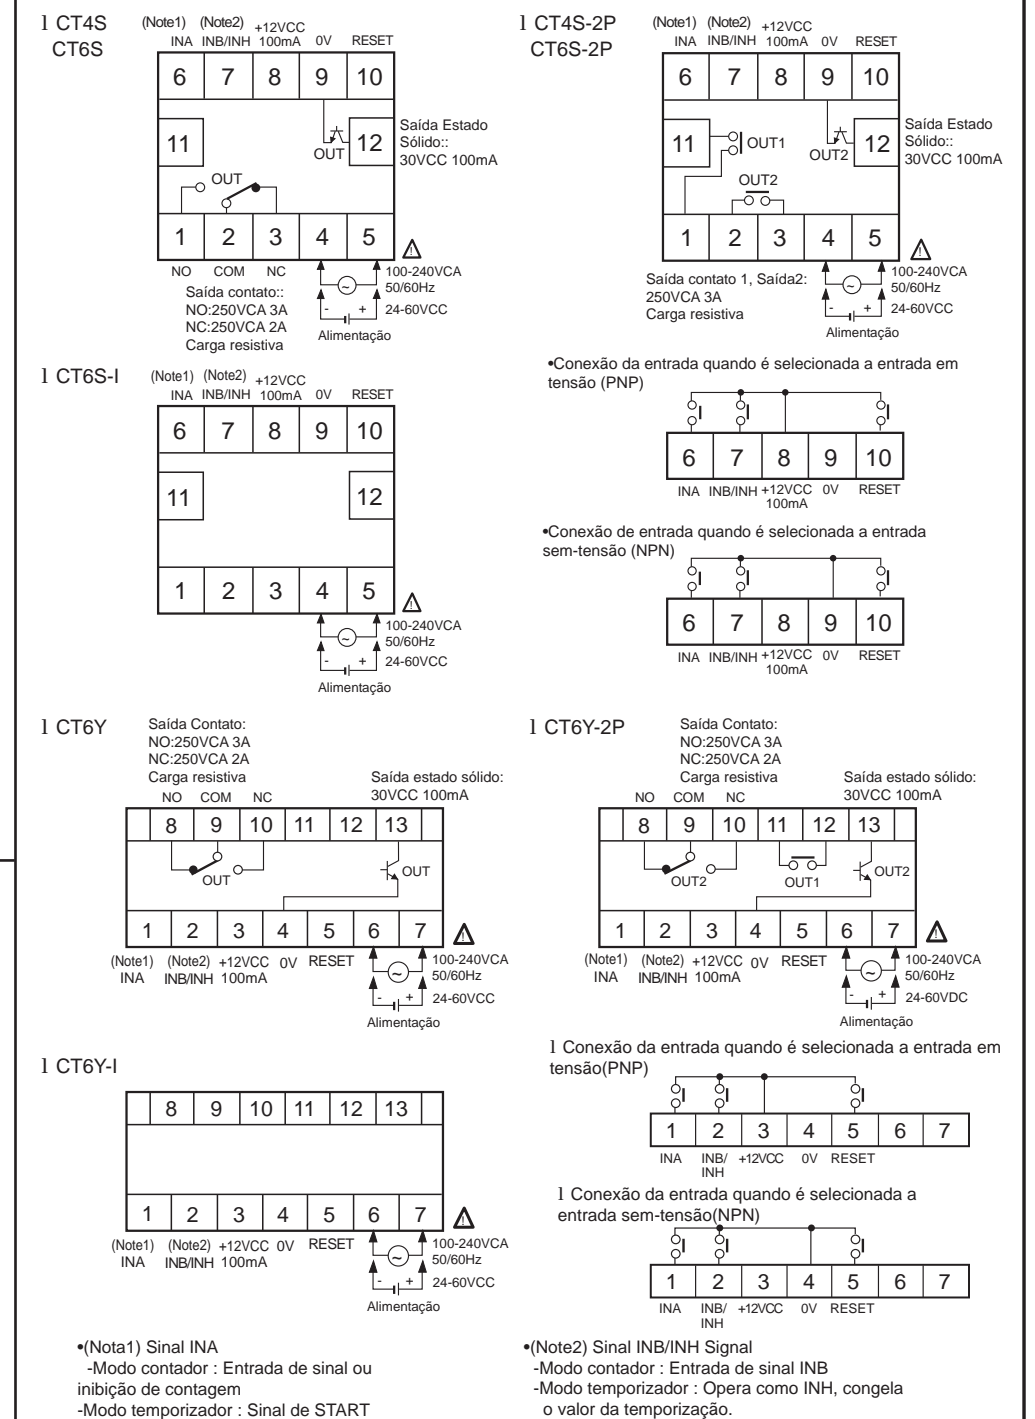 l CT4S
CT6S
(Note1) (Note2) +12VCC
INA INB/INH 100mA 0V RESET
6 7 8 9 10
11 OUT 12
Saída Estado
Sólido::
30VCC 100mA
OUT
1 2 3 4 5
NO COM NC
Saída contato::
NO:250VCA 3A
NC:250VCA 2A
Carga resistiva
100-240VCA
50/60Hz
- + 24-60VCC
Alimentação
l CT4S-2P
CT6S-2P
(Note1) (Note2) +12VCC
INA INB/INH 100mA 0V RESET
6 7 8 9 10
11 OUT1 OUT2 12
Saída Estado
Sólido::
30VCC 100mA
OUT2
1 2 3 4 5
Saída contato 1, Saída2:
250VCA 3A
Carga resistiva
100-240VCA
50/60Hz
- + 24-60VCC
Alimentação
l CT6S-I
(Note1) (Note2) +12VCC
INA INB/INH 100mA 0V RESET
6 7 8 9 10
11 12
1 2 3 4 5
100-240VCA
50/60Hz
- + 24-60VCC
Alimentação
•Conexão da entrada quando é selecionada a entrada em
tensão (PNP)
6 7 8 9 10
INA INB/INH +12VCC 0V RESET
100mA
•Conexão de entrada quando é selecionada a entrada
sem-tensão (NPN)
6 7 8 9 10
INA INB/INH +12VCC 0V RESET
100mA
l CT6Y
Saída Contato:
NO:250VCA 3A
NC:250VCA 2A
Carga resistiva
Saída estado sólido:
30VCC 100mA
NO COM NC
8 9 10 11 12 13
OUT OUT
1 2 3 4 5 6 7
(Note1) (Note2) +12VCC 0V RESET
INA INB/INH 100mA
100-240VCA
50/60Hz
- + 24-60VCC
Alimentação
l CT6Y-2P
Saída Contato:
NO:250VCA 3A
NC:250VCA 2A
Carga resistiva
Saída estado sólido:
30VCC 100mA
NO COM NC
8 9 10 11 12 13
OUT2 OUT1 OUT2
1 2 3 4 5 6 7
(Note1) (Note2) +12VCC 0V RESET
INA INB/INH 100mA
100-240VCA
50/60Hz
- + 24-60VDC
Alimentação
l CT6Y-I
8 9 10 11 12 13
1 2 3 4 5 6 7
(Note1) (Note2) +12VCC 0V RESET
INA INB/INH 100mA
100-240VCA
50/60Hz
- + 24-60VCC
Alimentação
l Conexão da entrada quando é selecionada a entrada em
tensão(PNP)
1 2 3 4 5 6 7
INA INB/ +12VCC 0V RESET
INH
l Conexão da entrada quando é selecionada a
entrada sem-tensão(NPN)
1 2 3 4 5 6 7
INA INB/ +12VCC 0V RESET
INH
•(Nota1) Sinal INA
-Modo contador : Entrada de sinal ou
inibição de contagem
-Modo temporizador : Sinal de START
•(Note2) Sinal INB/INH Signal
-Modo contador : Entrada de sinal INB
-Modo temporizador : Opera como INH, congela
o valor da temporização.